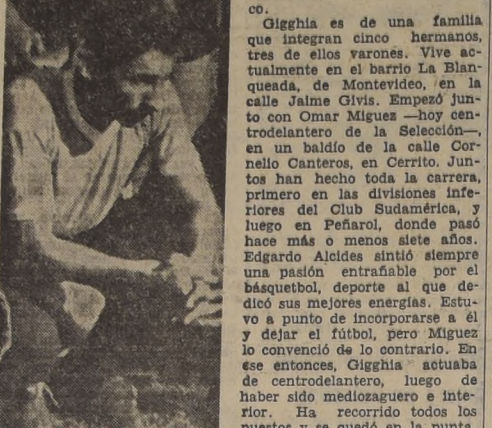 co.
Gigghia es de una familia
que integran cinco hermanos,
tres de ellos varones. Vive ac-
tualmente en el barrio La Blan-
queada, de Montevideo, en la
calle Jaime Givis. Empezó jun-
to con Omar Miguez —hoy cen-
trodelantero de la Selección—,
en un baldío de la calle Cor-
nelio Canteros, en Cerrito. Jun-
tos han hecho toda la carrera,
primero en las divisiones infe-
riores del Club Sudamérica, y
luego en Peñarol, donde pasó
hace más o menos siete años.
Edgardo Alcides sintió siempre
una pasión entrañable por el
básquetbol, deporte al que de-
dicó sus mejores energías. Estu-
vo a punto de incorporarse a él
y dejar el fútbol, pero Miguez
lo convenció de lo contrario. En
ese entonces, Gigghia actuaba
de centrodelantero, luego de
haber sido mediozaguero e inte-
rior. Ha recorrido todos los
puestos y se quedó en la punta